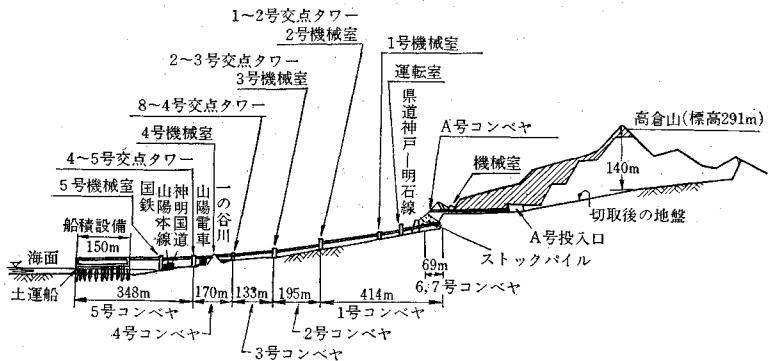 1～2号交点タワー
2号機械室
2～3号交点タワー
3号機械室
8～4号交点タワー
4号機械室
4～5号交点タワー
5号機械室
国鉄
山陽本線
神明国道
山陽電車
一の谷川
1号機械室
運転室
県道神戸―明石線
A号コンベヤ
機械室
高倉山(標高291m)
140m
切取後の地盤
A号投入口
ストックパイル
船積設備
150m
海面
土運船
348m
170m
133m
195m
414m
69m
6,7号コンベヤ
5号コンベヤ
4号コンベヤ
3号コンベヤ
2号コンベヤ
1号コンベヤ